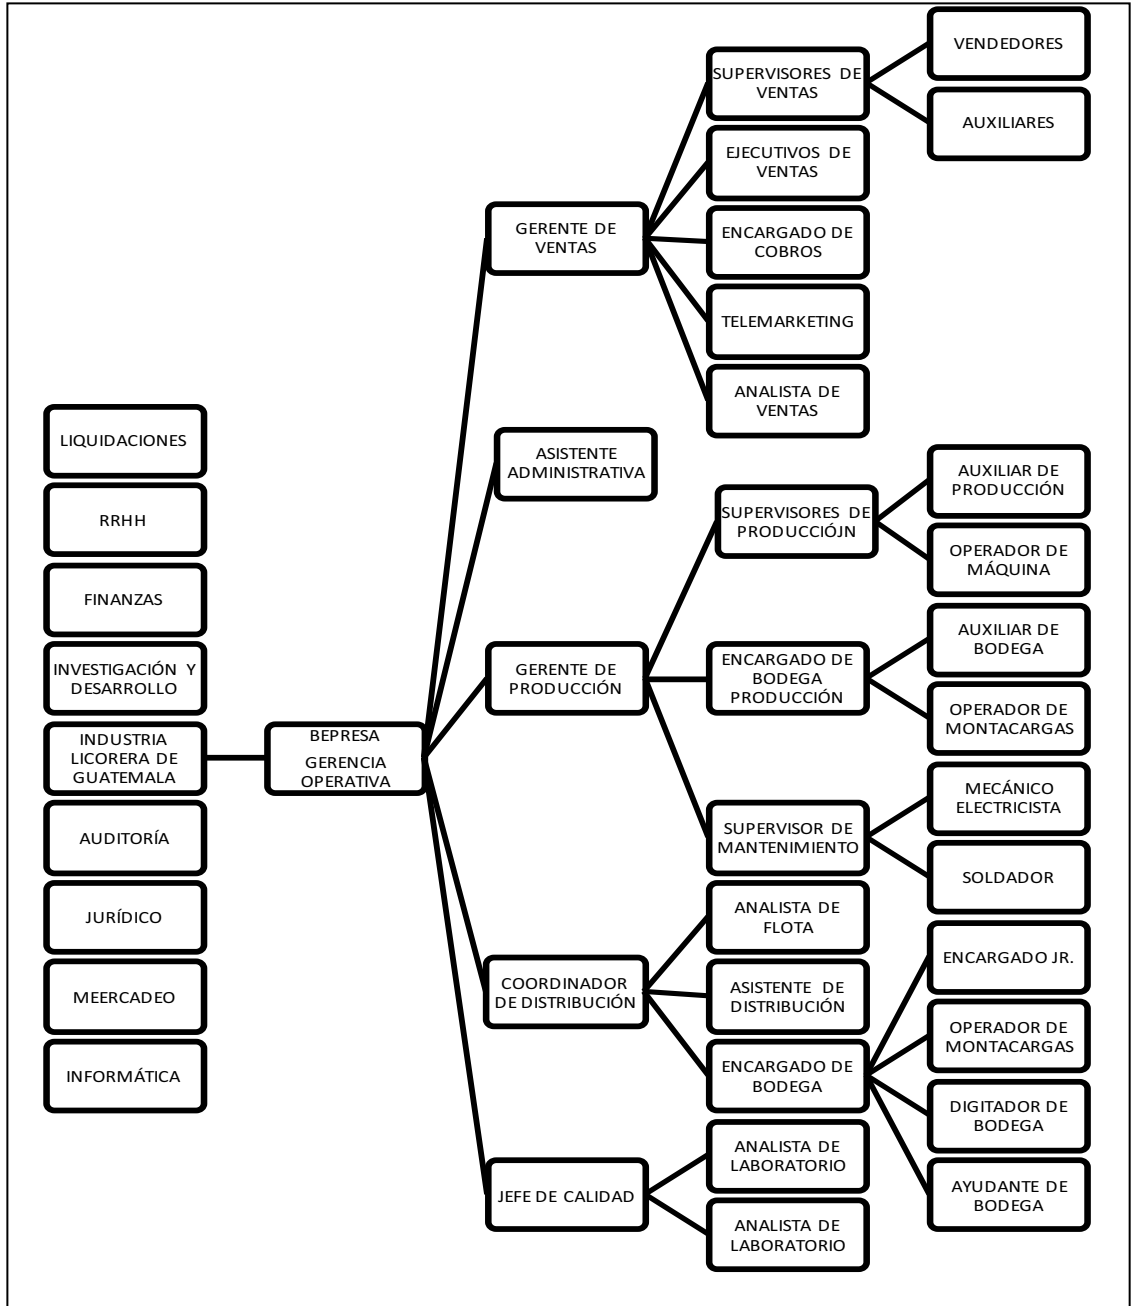 LIQUIDACIONES
RRHH
FINANZAS
INVESTIGACIÓN Y
DESARROLLO
INDUSTRIA
LICORERA DE
GUATEMALA
AUDITORÍA
JURÍDICO
MEERCADEO
INFORMÁTICA
BEPRESA
GERENCIA
OPERATIVA
GERENTE DE
VENTAS
ASISTENTE
ADMINISTRATIVA
GERENTE DE
PRODUCCIÓN
COORDINADOR
DE DISTRIBUCIÓN
JEFE DE CALIDAD
SUPERVISORES DE
VENTAS
EJECUTIVOS DE
VENTAS
ENCARGADO DE
COBROS
TELEMARKETING
ANALISTA DE
VENTAS
SUPERVISORES DE
PRODUCCIÓJN
ENCARGADO DE
BODEGA
PRODUCCIÓN
SUPERVISOR DE
MANTENIMIENTO
ANALISTA DE
FLOTA
ASISTENTE DE
DISTRIBUCIÓN
ENCARGADO DE
BODEGA
ANALISTA DE
LABORATORIO
ANALISTA DE
LABORATORIO
VENDEDORES
AUXILIARES
AUXILIAR DE
PRODUCCIÓN
OPERADOR DE
MÁQUINA
AUXILIAR DE
BODEGA
OPERADOR DE
MONTACARGAS
MECÁNICO
ELECTRICISTA
SOLDADOR
ENCARGADO JR.
OPERADOR DE
MONTACARGAS
DIGITADOR DE
BODEGA
AYUDANTE DE
BODEGA